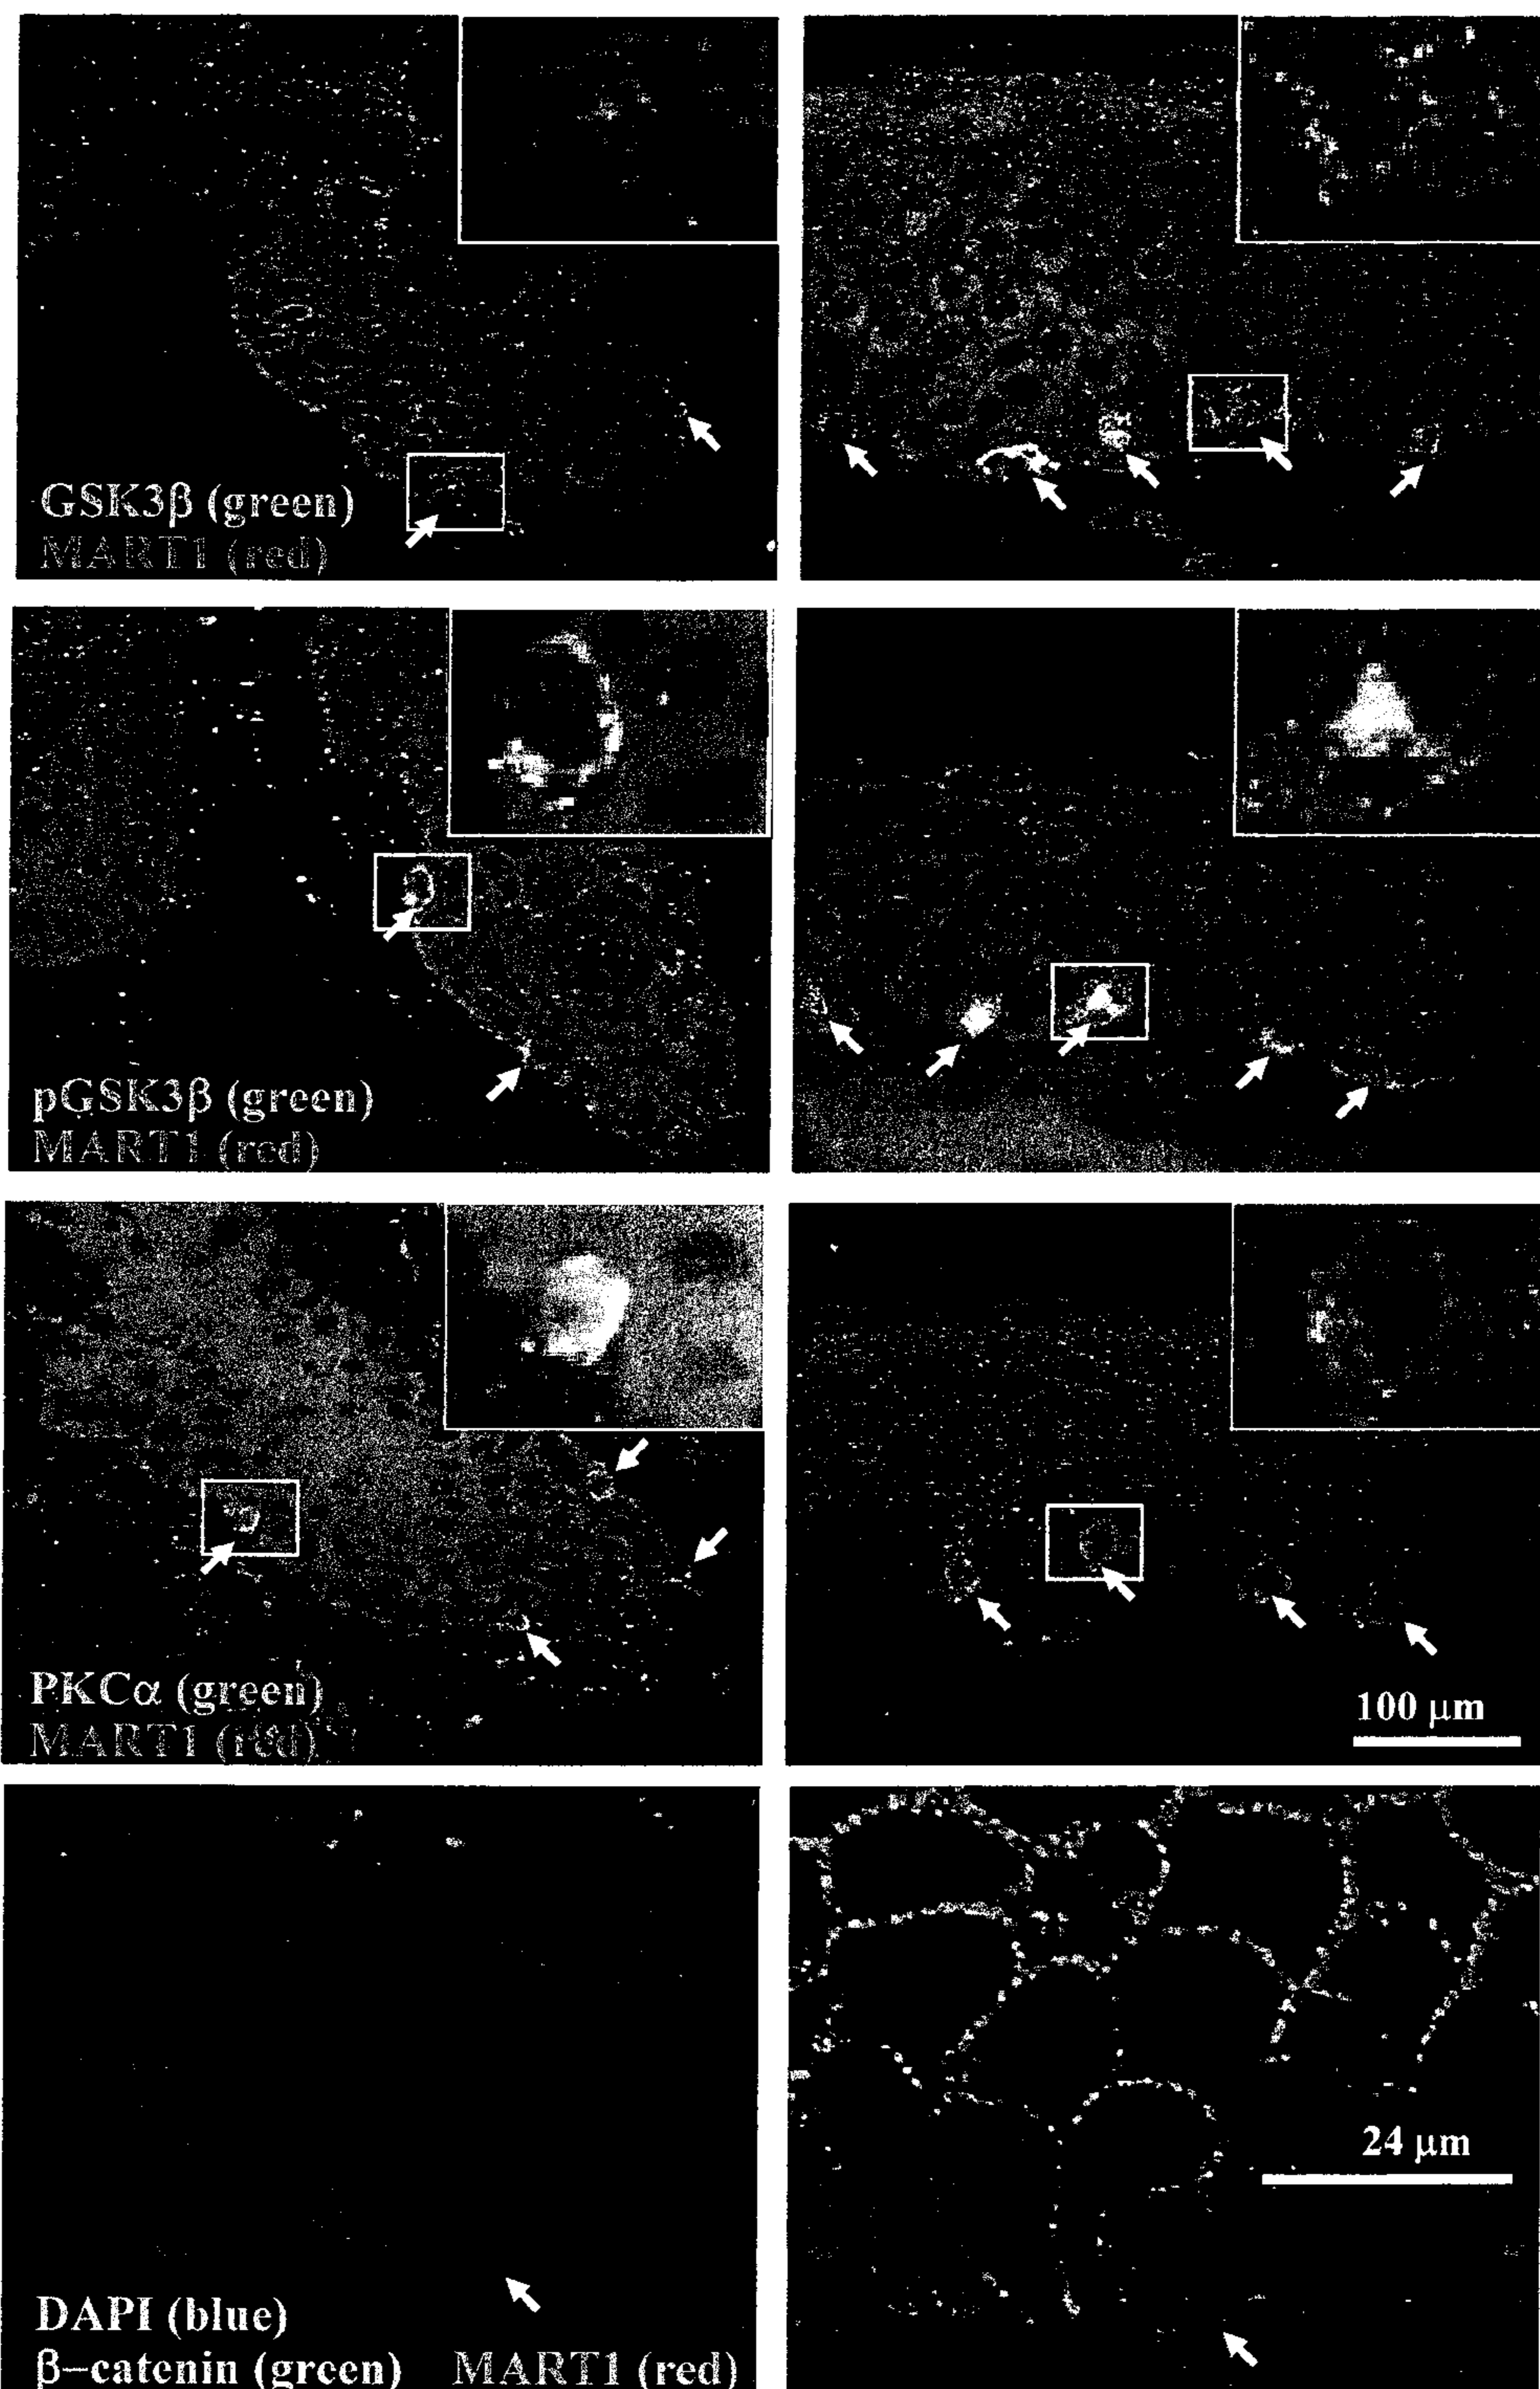 GSK3β (green)
MART1 (red)
pGSK3β (green)
MART1 (red)
PKCα (green)
MART1 (red)
100 μm
24 μm
DAPI (blue)
β–catenin (green) MART1 (red)